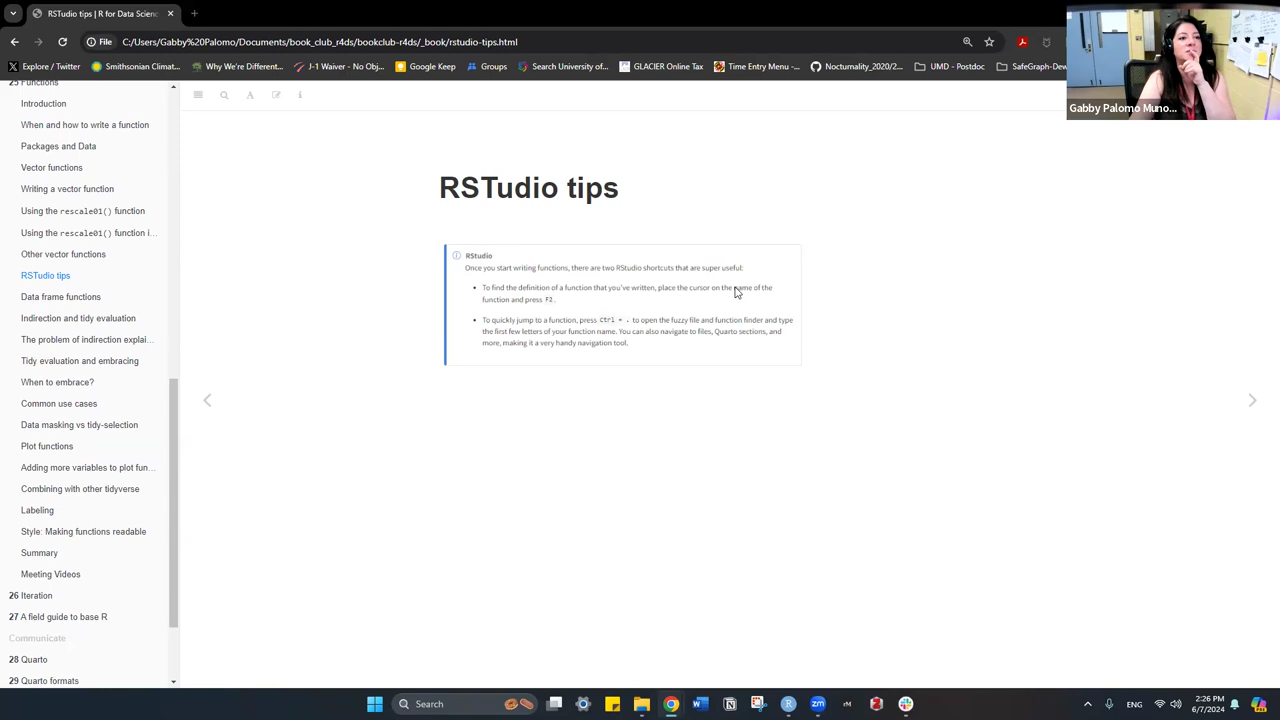 RSTudio tips | R for Data Scienc
File
C:/Users/Gabby%20Palomo/Documents/book_club_r4ds/bookclub-r4ds/_book/rstudio-tips.html
Explore / Twitter
Smithsonian Climat...
Why We're Different...
J-1 Waiver - No Obj...
Google Keep
University of...
GLACIER Online Tax
Time Entry Menu -...
Nocturnality_2020/2...
UMD - Postdoc
SafeGraph-Dewe
Gabby Palomo Muno...
25 Functions
Introduction
When and how to write a function
Packages and Data
Vector functions
Writing a vector function
Using the rescale01() function
Using the rescale01() function i...
Other vector functions
RSTudio tips
Data frame functions
Indirection and tidy evaluation
The problem of indirection explai...
Tidy evaluation and embracing
When to embrace?
Common use cases
Data masking vs tidy-selection
Plot functions
Adding more variables to plot fun...
Combining with other tidyverse
Labeling
Style: Making functions readable
Summary
Meeting Videos
26 Iteration
27 A field guide to base R
Communicate
28 Quarto
29 Quarto formats
RSTudio tips
RStudio
Once you start writing functions, there are two RStudio shortcuts that are super useful:
• To find the definition of a function that you've written, place the cursor on the name of the
function and press F2.
• To quickly jump to a function, press Ctrl + . to open the fuzzy file and function finder and type
the first few letters of your function name. You can also navigate to files, Quarto sections, and
more, making it a very handy navigation tool.
Search
ENG
2:26 PM
6/7/2024